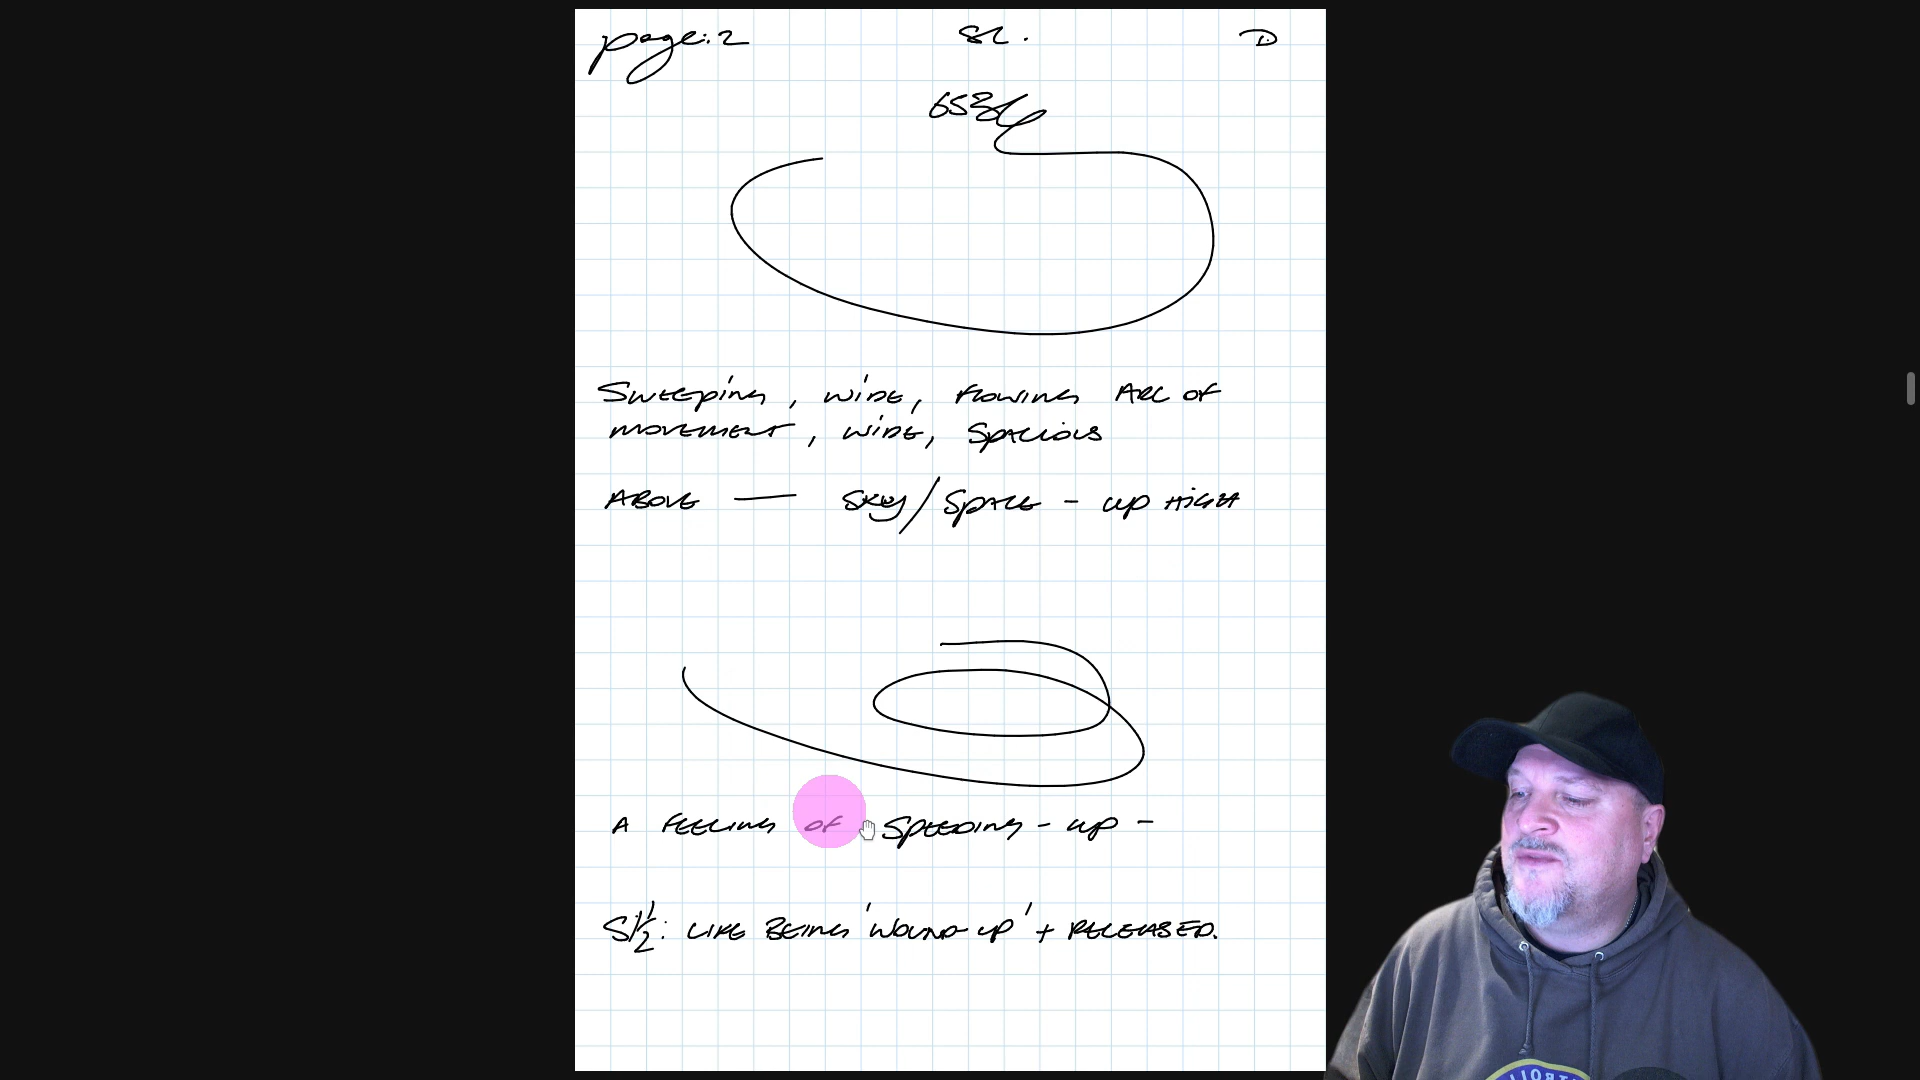 page:2 SL. D
Sweeping, wide, flowing ARC of
movement, wide, spacious
ABOVE — sky/space - up high
A feeling of speeding - up -
S1/2: like being 'wound-up' + released.